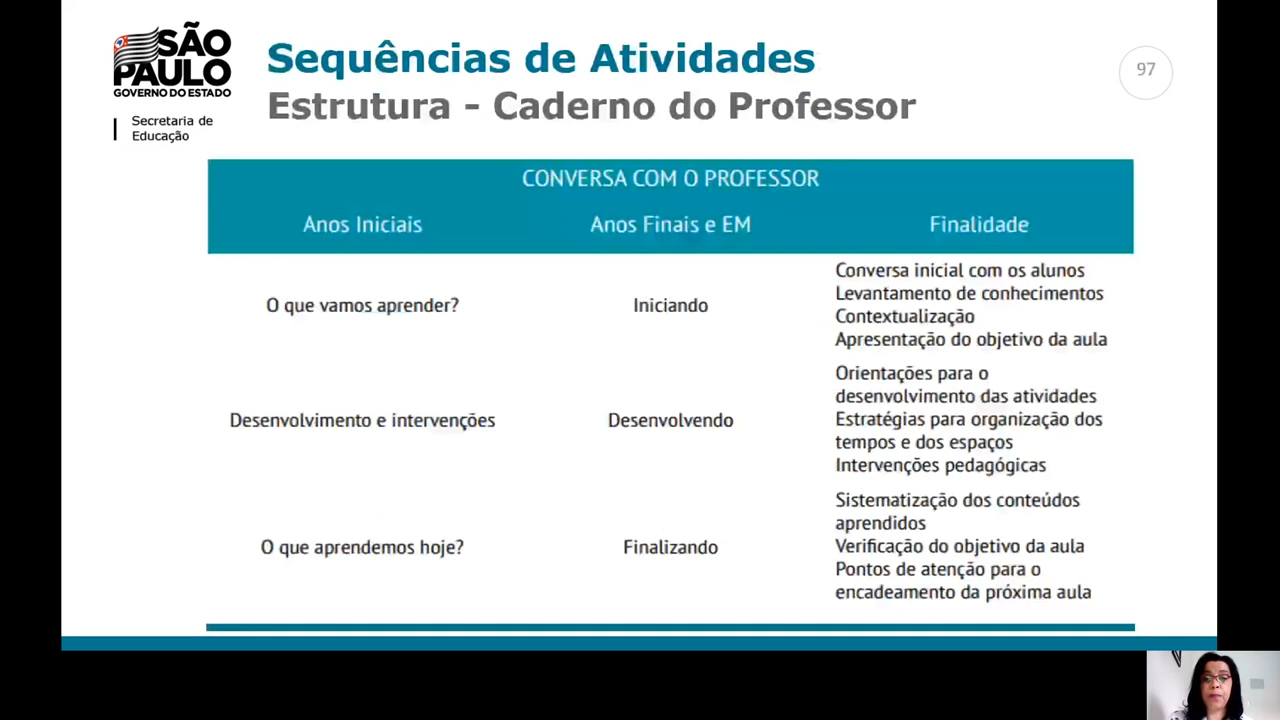 SÃO
PAULO
GOVERNO DO ESTADO
Secretaria de
Educação
Sequências de Atividades
Estrutura - Caderno do Professor
97
CONVERSA COM O PROFESSOR
Anos Iniciais
Anos Finais e EM
Finalidade
O que vamos aprender?
Iniciando
Conversa inicial com os alunos
Levantamento de conhecimentos
Contextualização
Apresentação do objetivo da aula
Desenvolvimento e intervenções
Desenvolvendo
Orientações para o
desenvolvimento das atividades
Estratégias para organização dos
tempos e dos espaços
Intervenções pedagógicas
O que aprendemos hoje?
Finalizando
Sistematização dos conteúdos
aprendidos
Verificação do objetivo da aula
Pontos de atenção para o
encadeamento da próxima aula